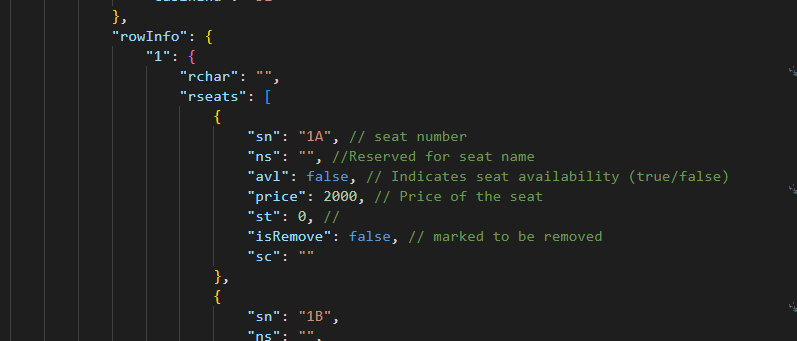 },
"rowInfo": {
"1": {
"rchar": "",
"rseats": [
{
"sn": "1A", // seat number
"ns": "", //Reserved for seat name
"avl": false, // Indicates seat availability (true/false)
"price": 2000, // Price of the seat
"st": 0, //
"isRemove": false, // marked to be removed
"sc": ""
},
{
"sn": "1B",
"ns": "",